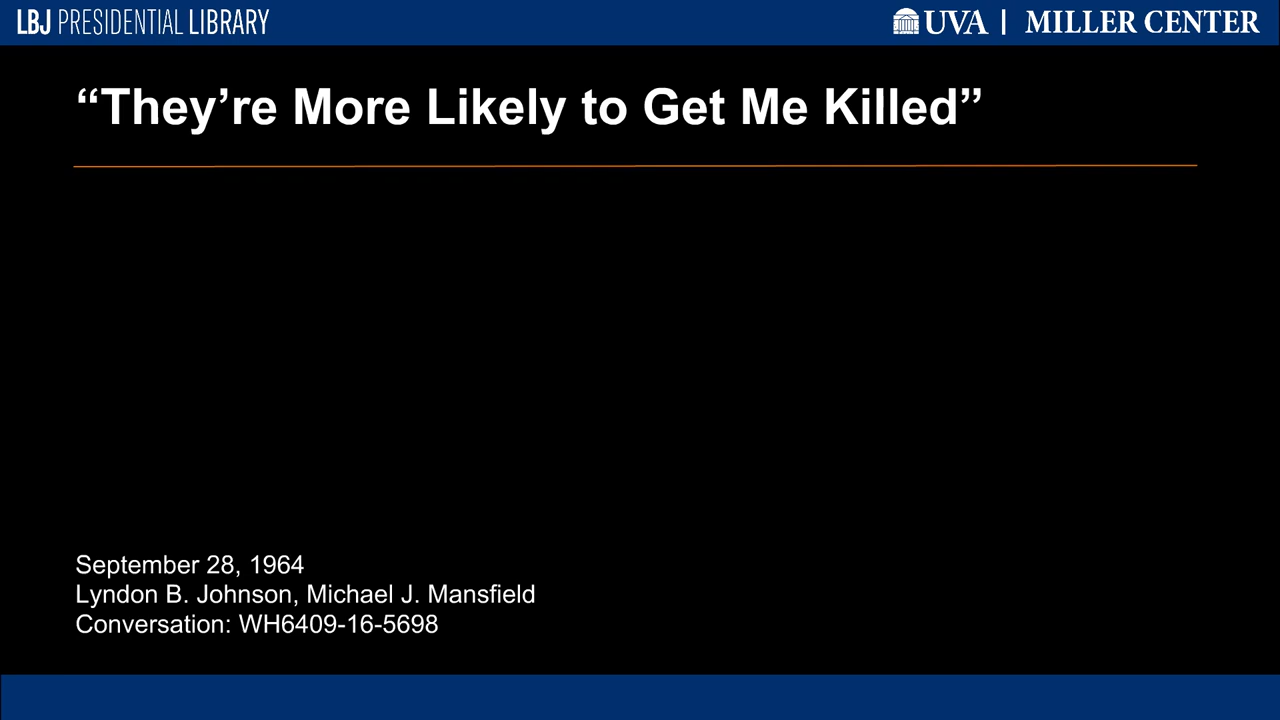 LBJ PRESIDENTIAL LIBRARY
UVA | MILLER CENTER
“They’re More Likely to Get Me Killed”
September 28, 1964
Lyndon B. Johnson, Michael J. Mansfield
Conversation: WH6409-16-5698